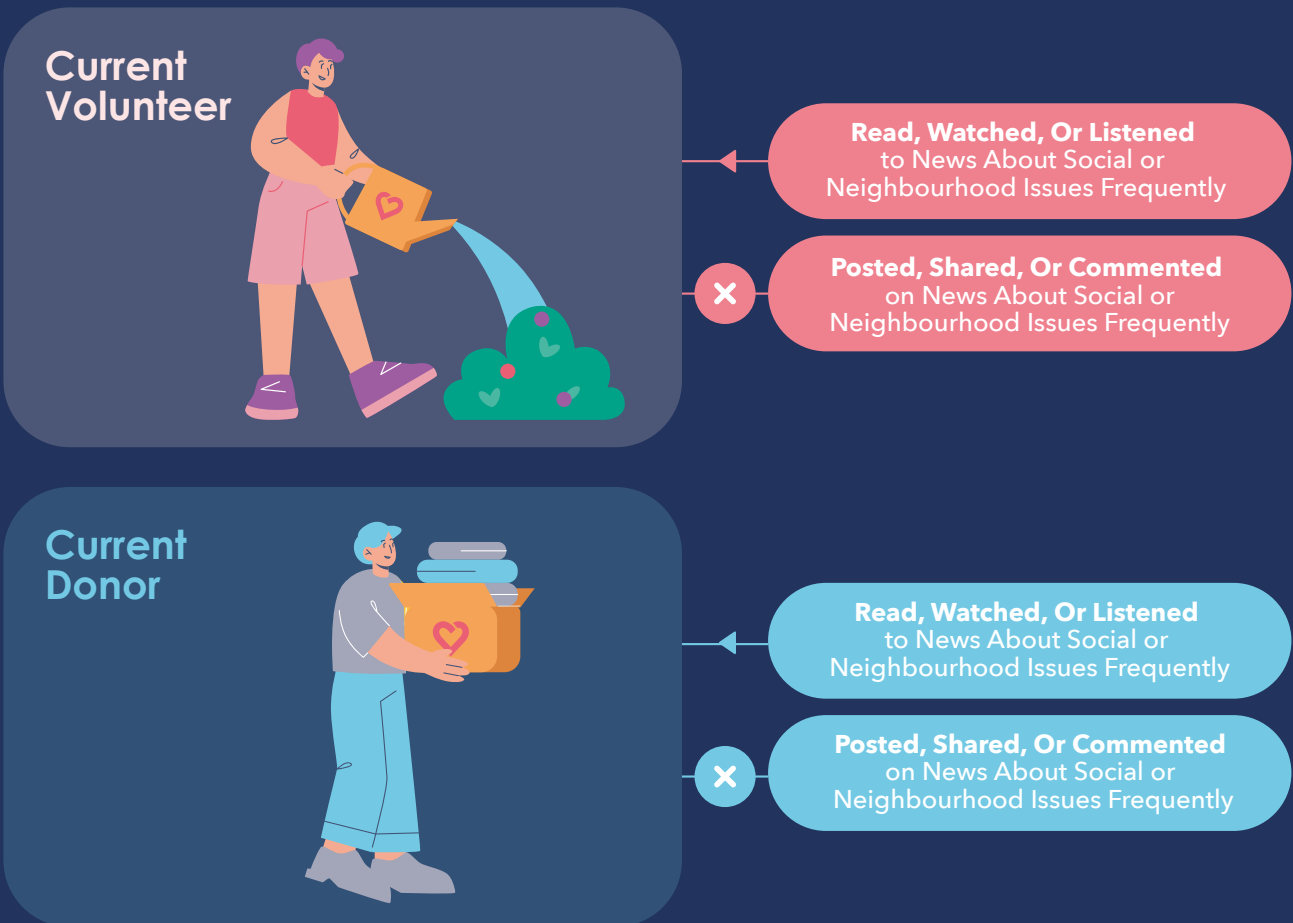 Current
Volunteer
Read, Watched, Or Listened
to News About Social or
Neighbourhood Issues Frequently
Posted, Shared, Or Commented
on News About Social or
Neighbourhood Issues Frequently
Current
Donor
Read, Watched, Or Listened
to News About Social or
Neighbourhood Issues Frequently
Posted, Shared, Or Commented
on News About Social or
Neighbourhood Issues Frequently